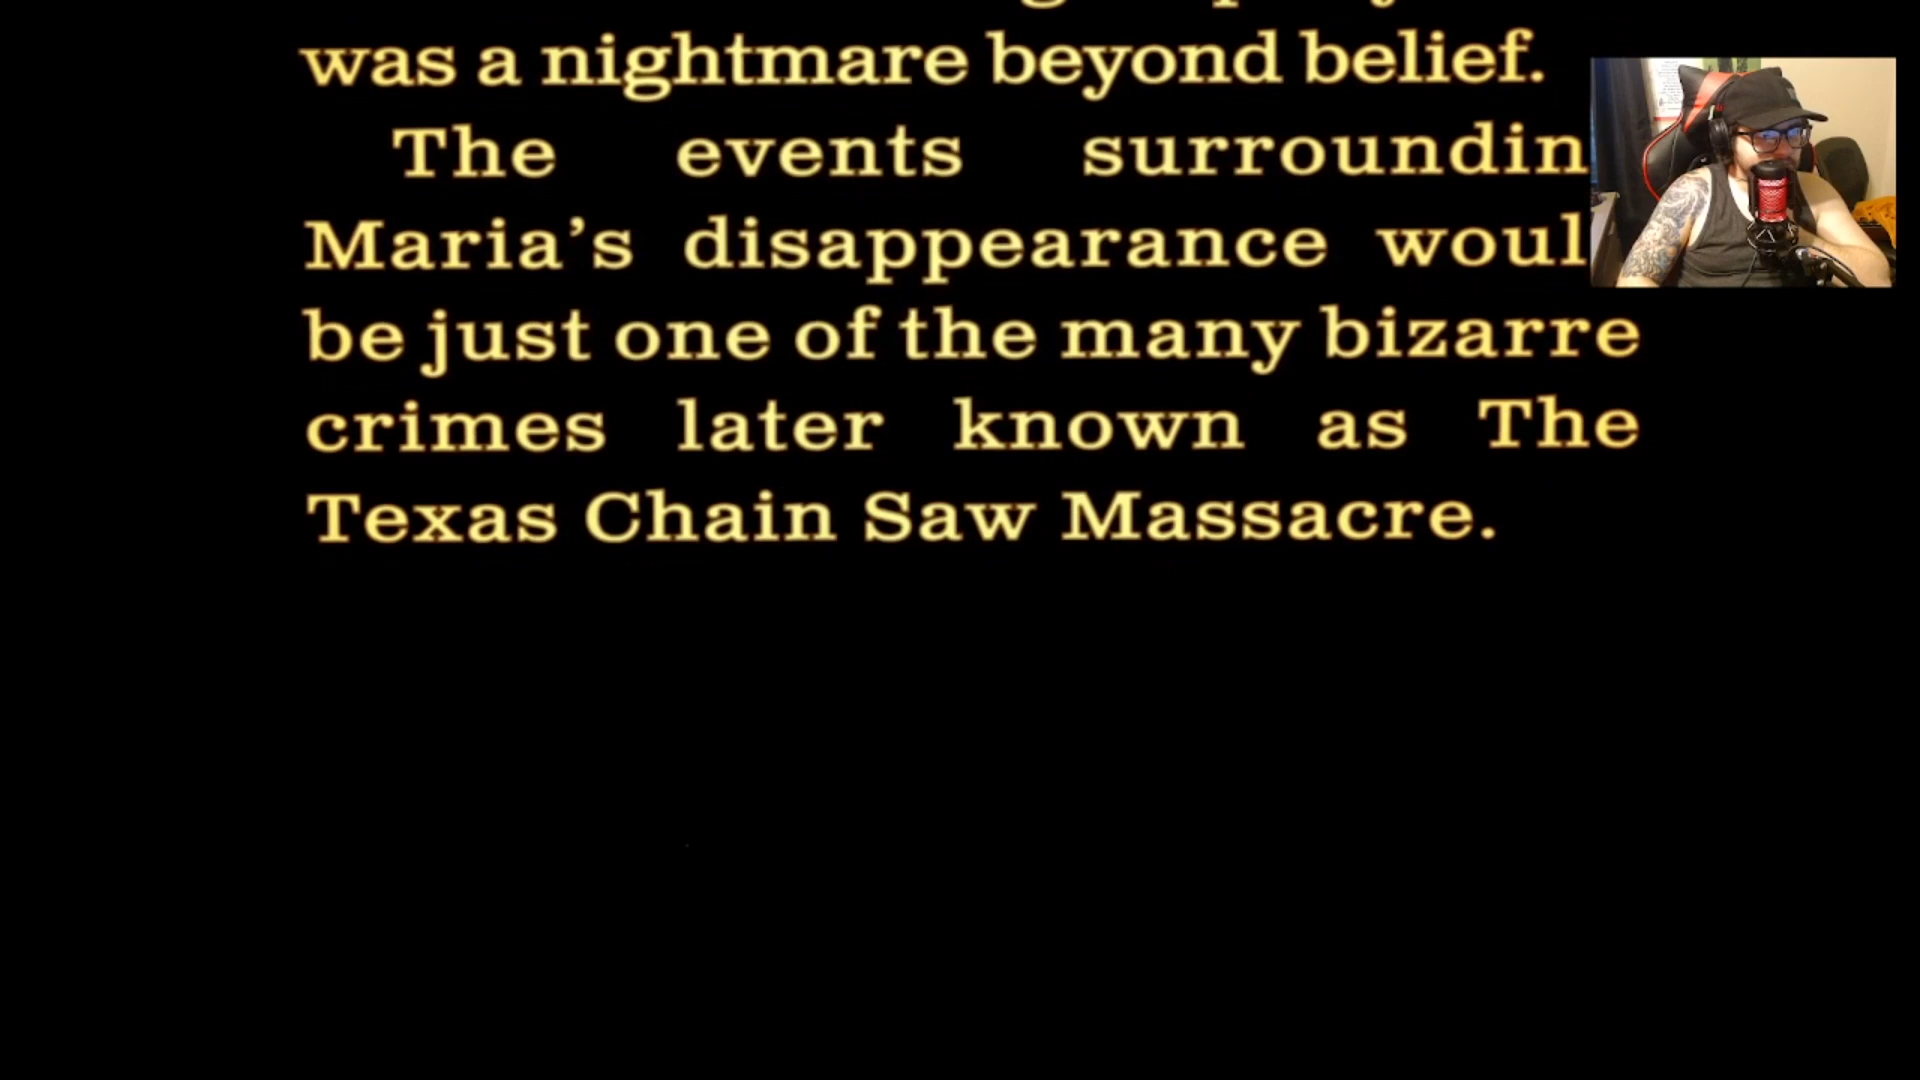 was a nightmare beyond belief.
The events surroundin
Maria’s disappearance woul
be just one of the many bizarre
crimes later known as The
Texas Chain Saw Massacre.